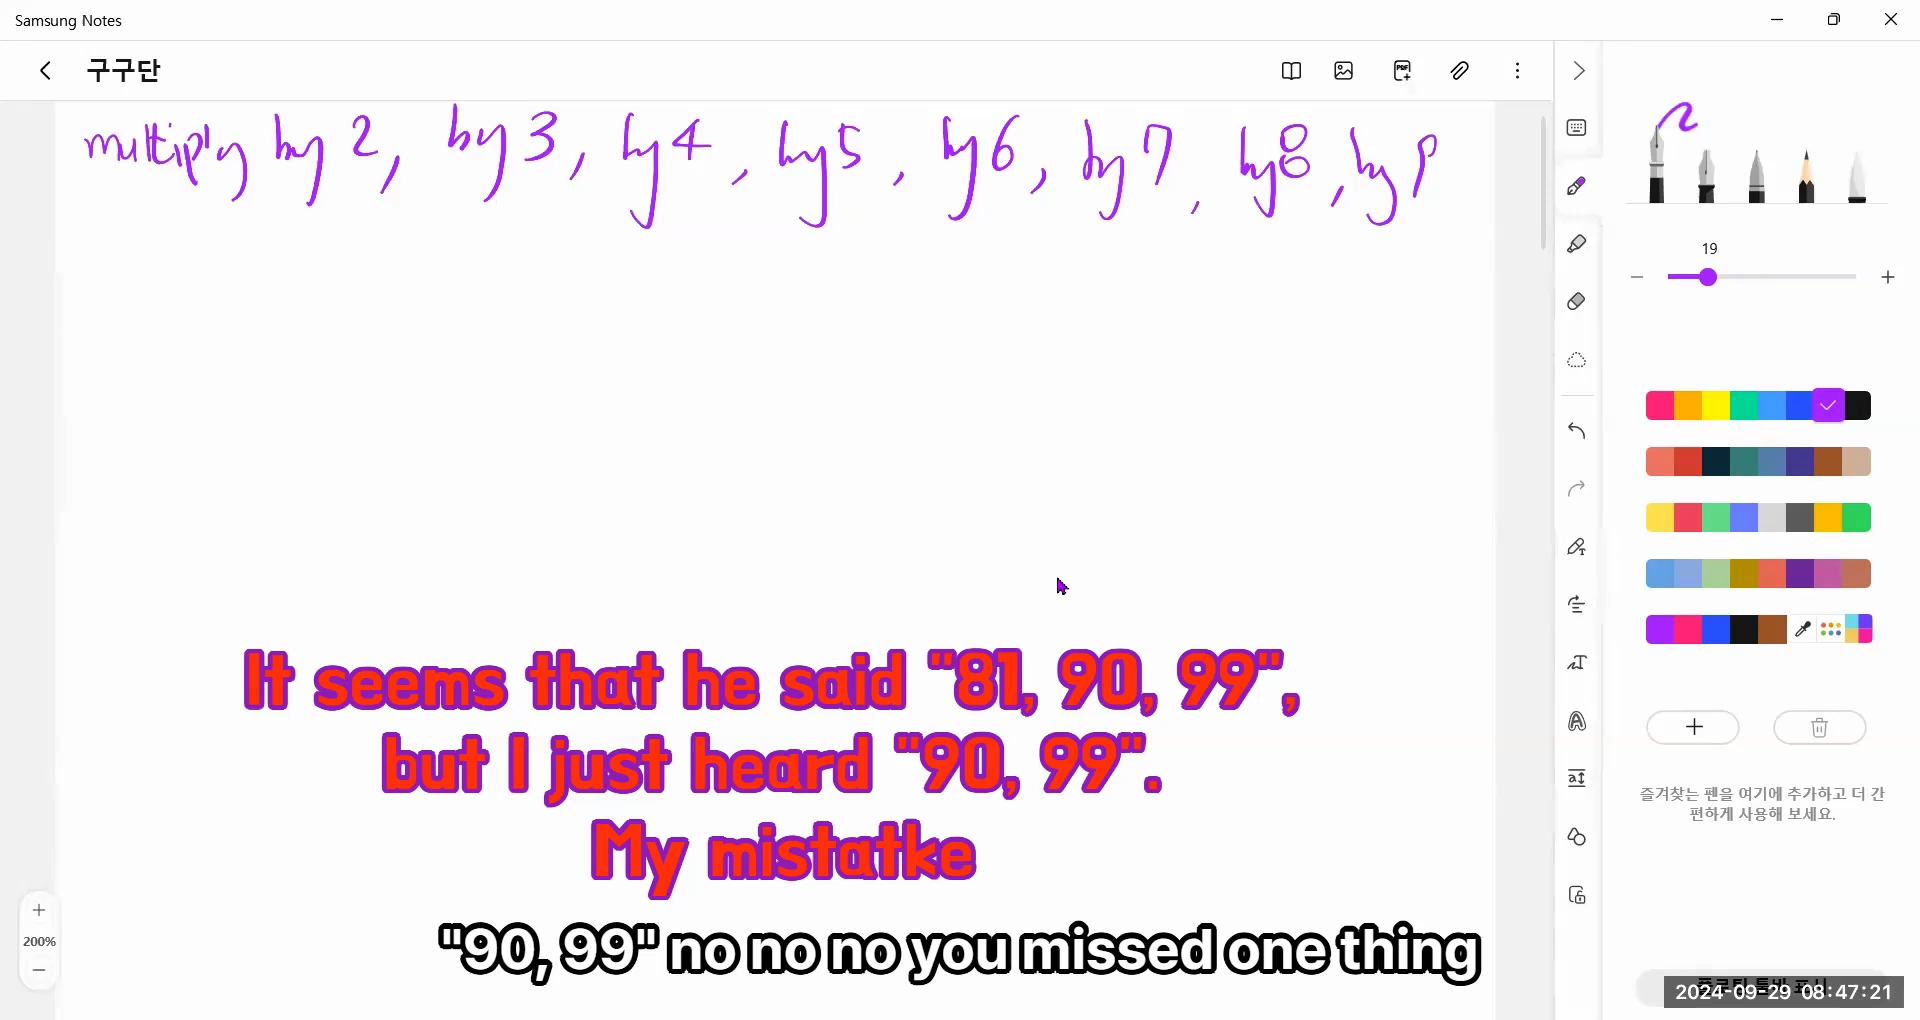 Samsung Notes
구구단
PDF
multiply by 2, by 3, by 4, by 5, by 6, by 7, by 8, by 9
19
It seems that he said "81, 90, 99",
but I just heard "90, 99".
My mistatke
"90, 99" no no no you missed one thing
200%
즐겨찾는 펜을 여기에 추가하고 더 간
편하게 사용해 보세요.
2024-09-29 08:47:21